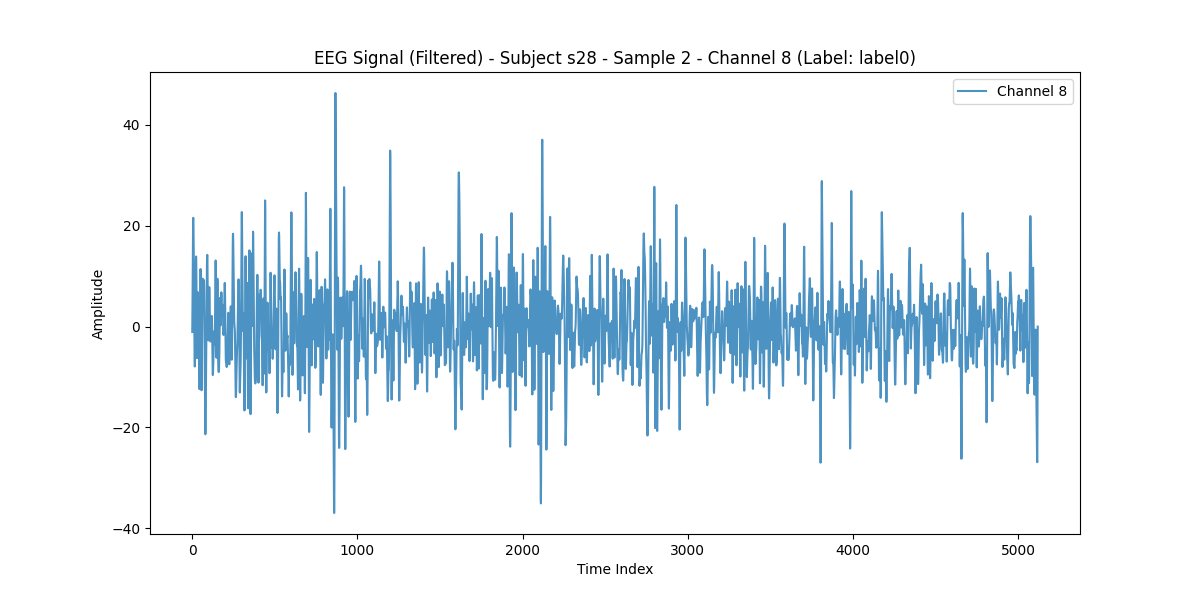 EEG Signal (Filtered) - Subject s28 - Sample 2 - Channel 8 (Label: label0)
Channel 8
40
20
0
−20
−40
Amplitude
0 1000 2000 3000 4000 5000
Time Index